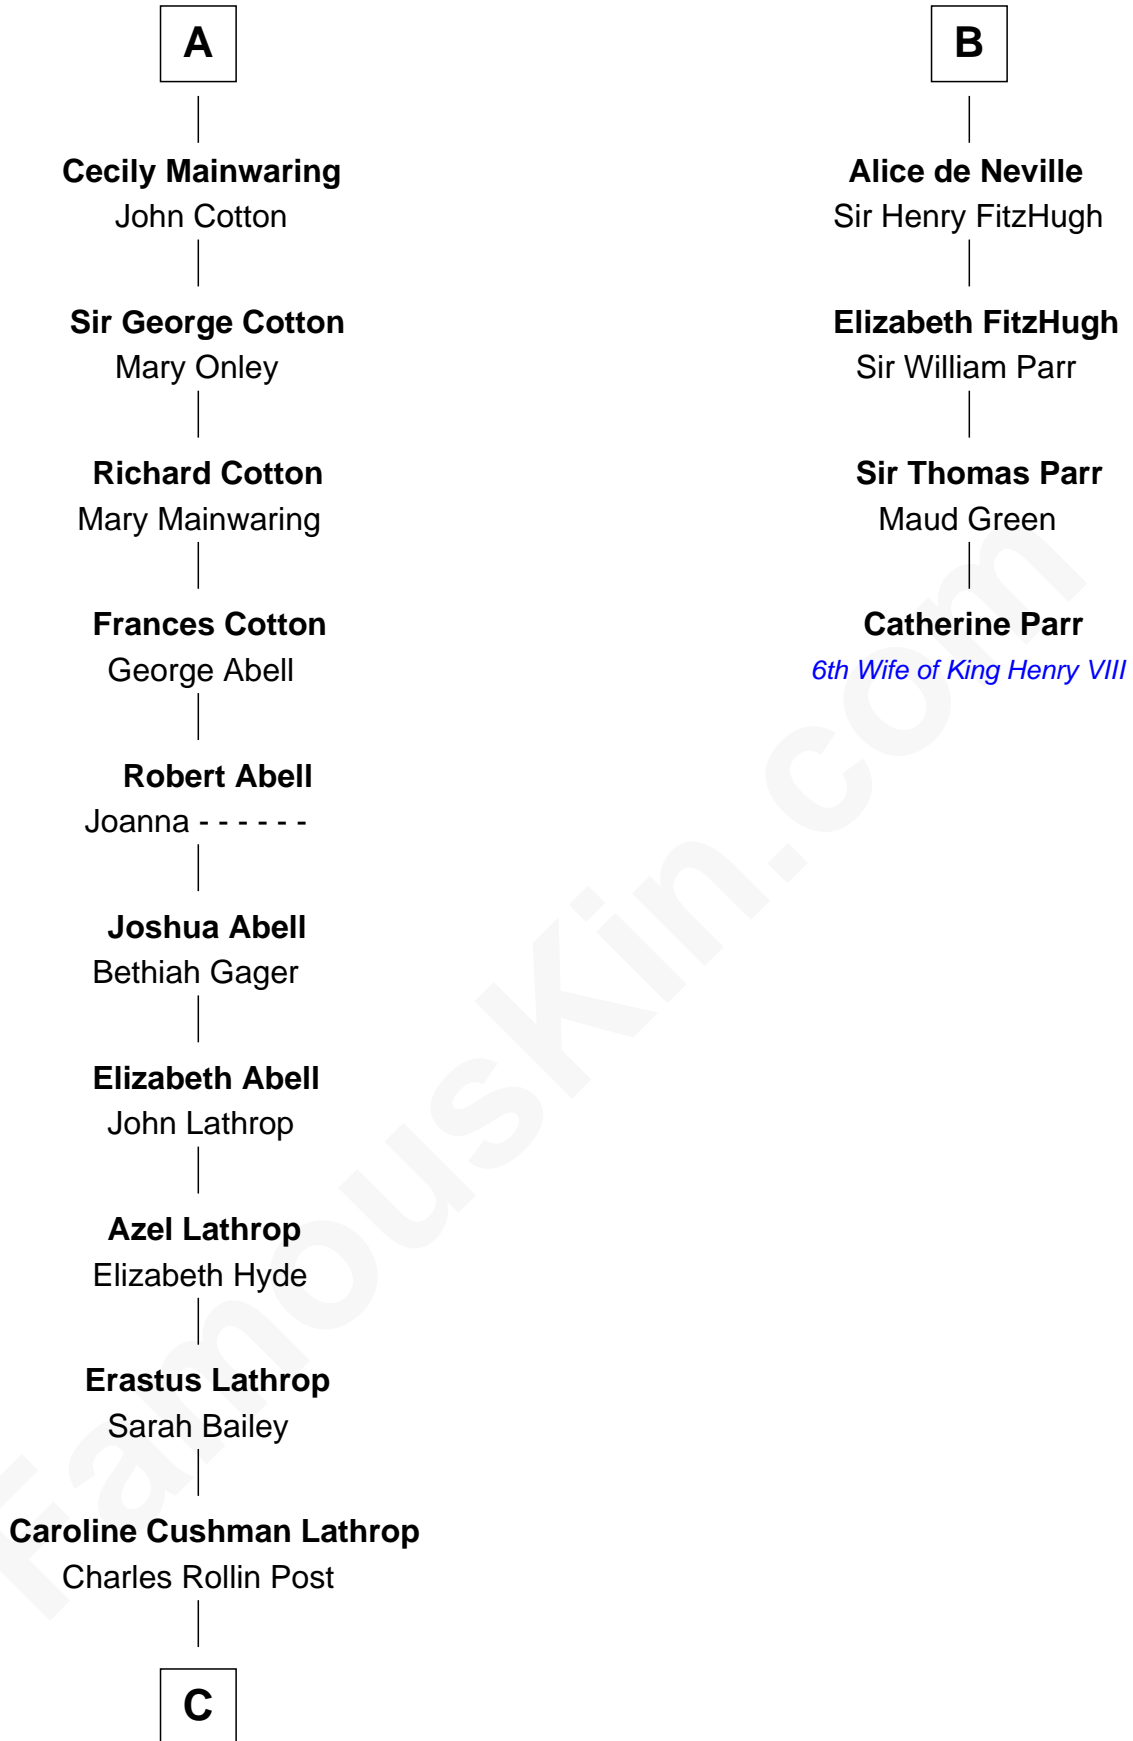 A
Cecily Mainwaring
John Cotton
Sir George Cotton
Mary Onley
Richard Cotton
Mary Mainwaring
Frances Cotton
George Abell
Robert Abell
Joanna - - - - - -
Joshua Abell
Bethiah Gager
Elizabeth Abell
John Lathrop
Azel Lathrop
Elizabeth Hyde
Erastus Lathrop
Sarah Bailey
Caroline Cushman Lathrop
Charles Rollin Post
C
B
Alice de Neville
Sir Henry FitzHugh
Elizabeth FitzHugh
Sir William Parr
Sir Thomas Parr
Maud Green
Catherine Parr
6th Wife of King Henry VIII
FamousKin.com